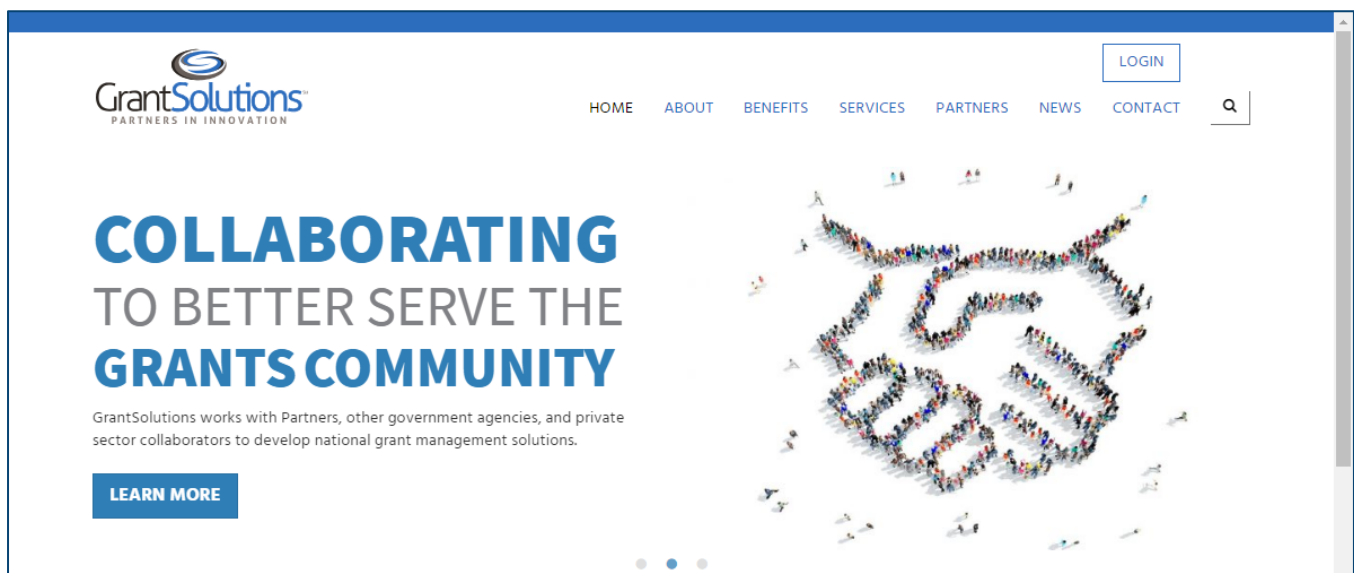 GrantSolutions™
PARTNERS IN INNOVATION
LOGIN
HOME ABOUT BENEFITS SERVICES PARTNERS NEWS CONTACT
COLLABORATING
TO BETTER SERVE THE
GRANTS COMMUNITY
GrantSolutions works with Partners, other government agencies, and private
sector collaborators to develop national grant management solutions.
LEARN MORE